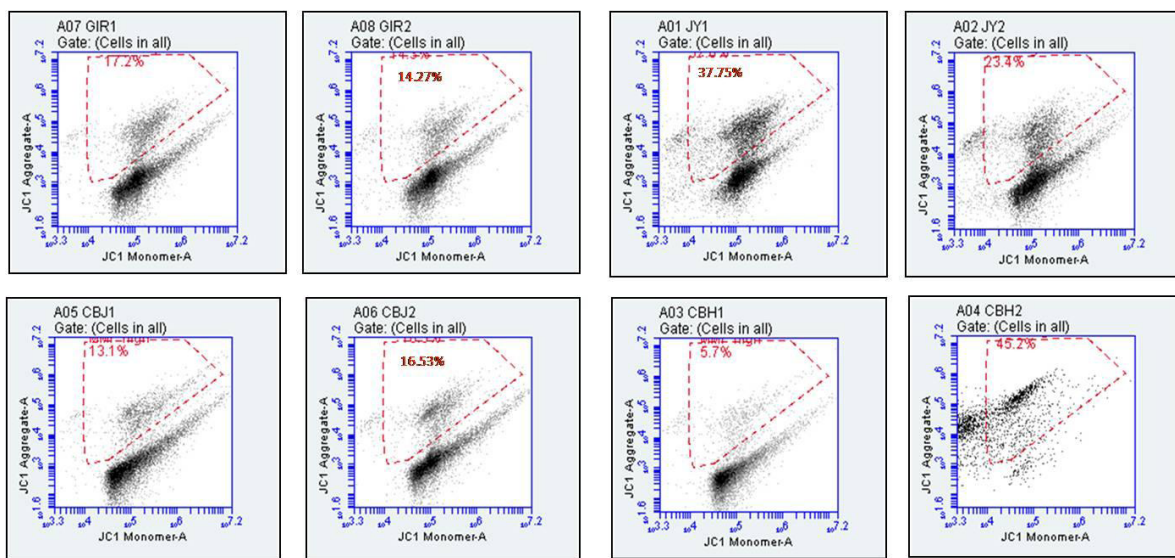 A07 GIR1
Gate: (Cells in all)
17.2%
JC1 Aggregate-A
JC1 Monomer-A
A08 GIR2
Gate: (Cells in all)
14.27%
JC1 Aggregate-A
JC1 Monomer-A
A01 JY1
Gate: (Cells in all)
37.75%
JC1 Aggregate-A
JC1 Monomer-A
A02 JY2
Gate: (Cells in all)
23.4%
JC1 Aggregate-A
JC1 Monomer-A
A05 CBJ1
Gate: (Cells in all)
13.1%
JC1 Aggregate-A
JC1 Monomer-A
A06 CBJ2
Gate: (Cells in all)
16.53%
JC1 Aggregate-A
JC1 Monomer-A
A03 CBH1
Gate: (Cells in all)
5.7%
JC1 Aggregate-A
JC1 Monomer-A
A04 CBH2
Gate: (Cells in all)
45.2%
JC1 Aggregate-A
JC1 Monomer-A